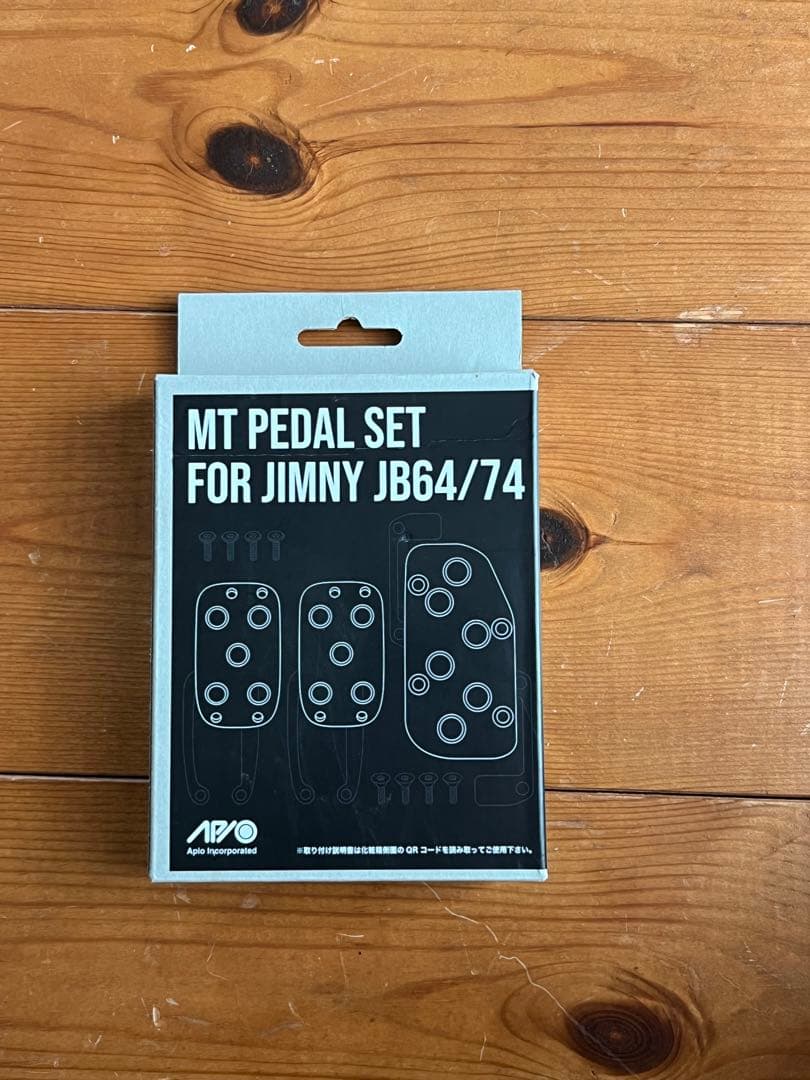 MT PEDAL SET
FOR JIMNY JB64/74
APIO
Apio Incorporated
※取り付け説明書は化粧箱側面の QR コードを読み取ってご使用下さい。